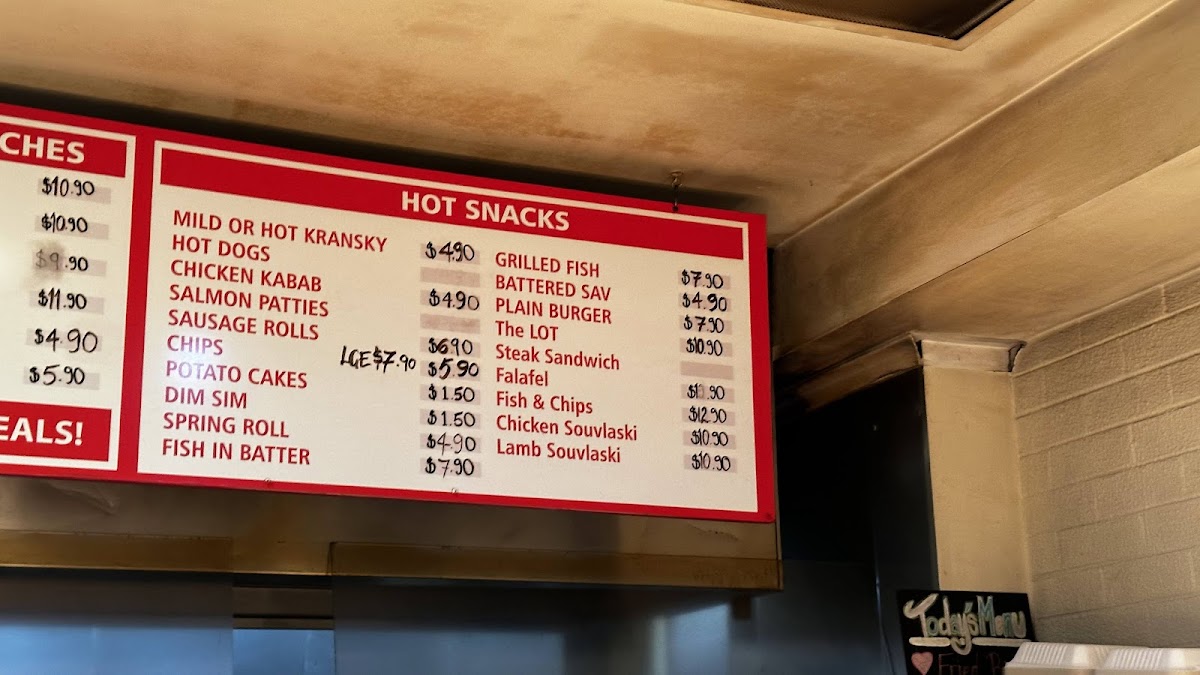 CHES
$10.90
$10.90
$9.90
$11.90
$4.90
$5.90
EALS!
HOT SNACKS
MILD OR HOT KRANSKY $4.90
HOT DOGS
CHICKEN KABAB $4.90
SALMON PATTIES
SAUSAGE ROLLS $6.90
CHIPS LGE $7.90 $5.90
POTATO CAKES $1.50
DIM SIM $1.50
SPRING ROLL $4.90
FISH IN BATTER $7.90
GRILLED FISH $7.90
BATTERED SAV $4.90
PLAIN BURGER $7.90
The LOT $10.90
Steak Sandwich
Falafel
Fish & Chips $12.90
Chicken Souvlaski $10.90
Lamb Souvlaski $10.90
Today's Menu
Fried